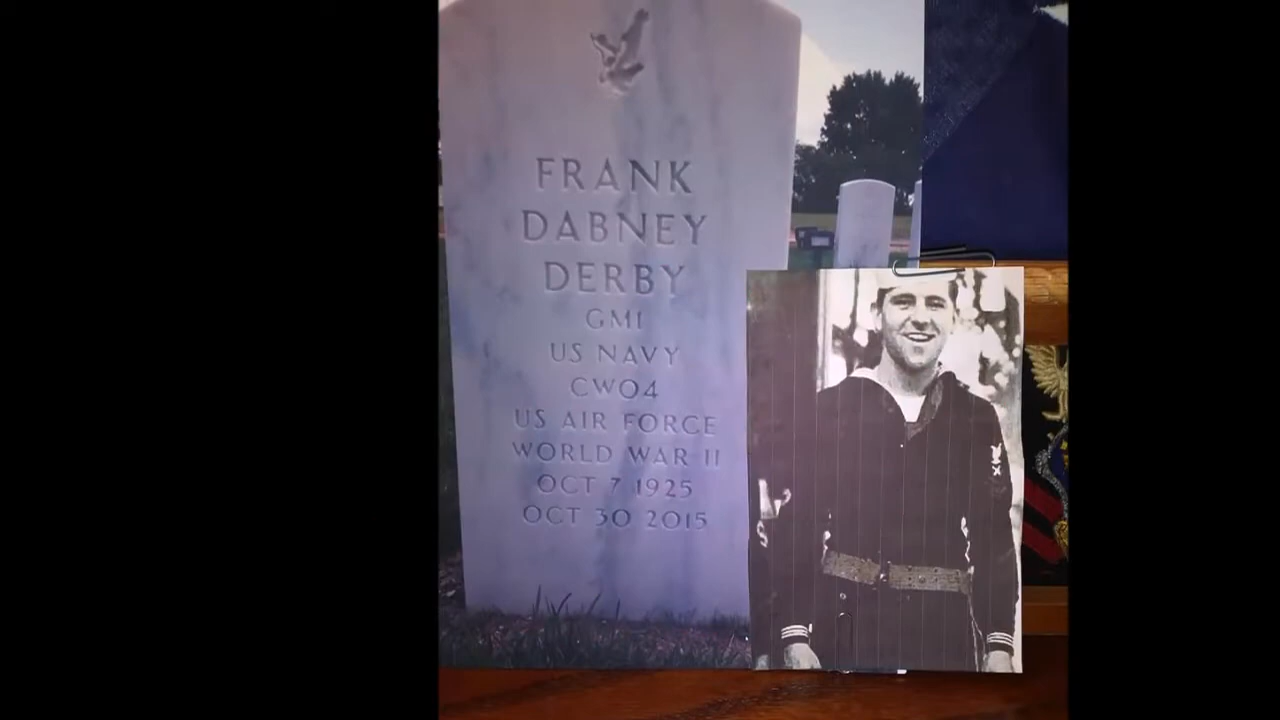 FRANK
DABNEY
DERBY
GM1
US NAVY
CWO4
US AIR FORCE
WORLD WAR II
OCT 7 1925
OCT 30 2015